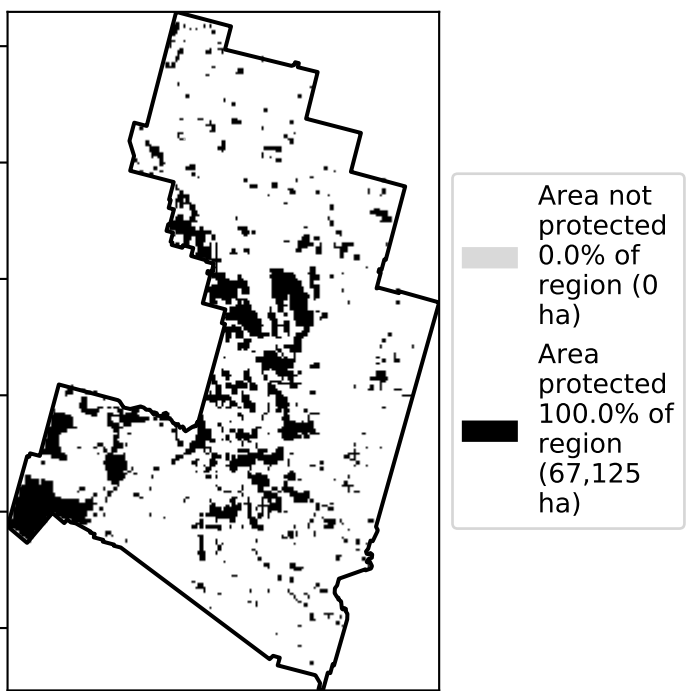 Area not
protected
0.0% of
region (0
ha)
Area
protected
100.0% of
region
(67,125
ha)